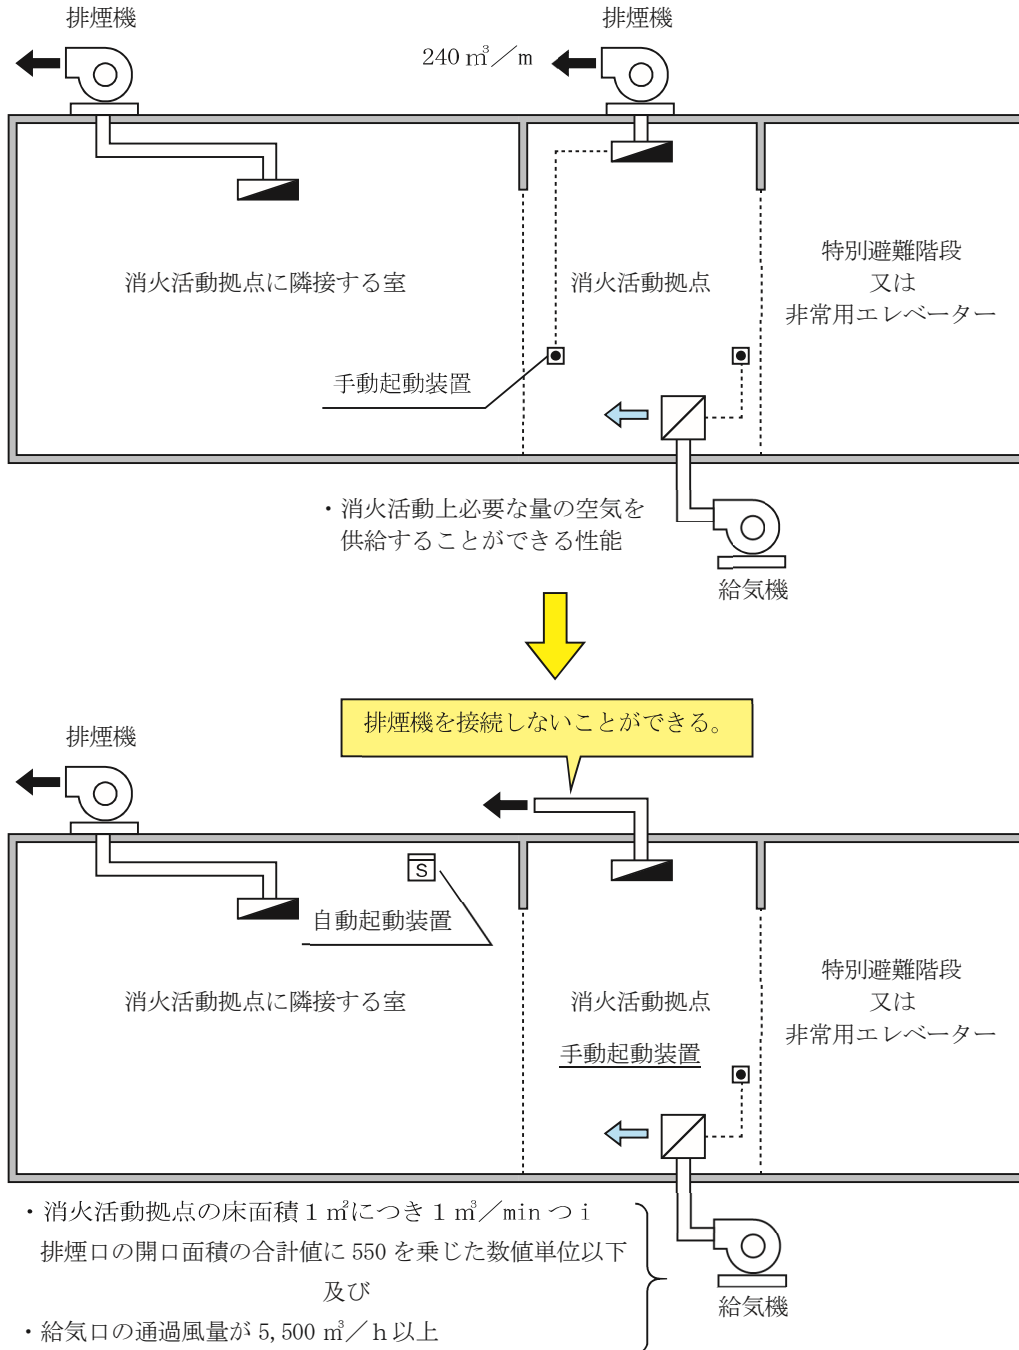 排煙機
排煙機
240 ㎥／m
消火活動拠点に隣接する室
消火活動拠点
特別避難階段
又は
非常用エレベーター
手動起動装置
・消火活動上必要な量の空気を
供給することができる性能
給気機
排煙機を接続しないことができる。
排煙機
S
自動起動装置
消火活動拠点に隣接する室
消火活動拠点
特別避難階段
又は
非常用エレベーター
手動起動装置
・消火活動拠点の床面積１㎡につき１㎥／min つ i
排煙口の開口面積の合計値に 550 を乗じた数値単位以下
及び
・給気口の通過風量が 5,500 ㎥／h 以上
給気機